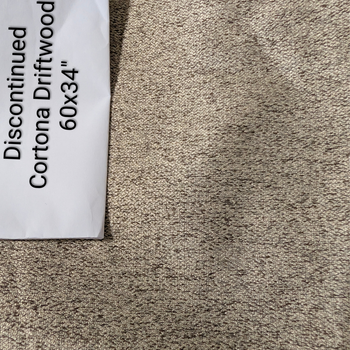 Discontinued
Cortona Driftwood
60x34"